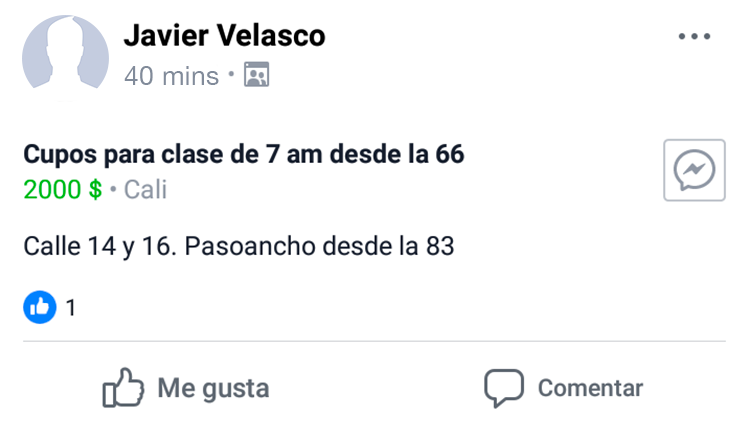 Javier Velasco
40 mins •
Cupos para clase de 7 am desde la 66
2000 $ • Cali
Calle 14 y 16. Pasoancho desde la 83
1
Me gusta
Comentar